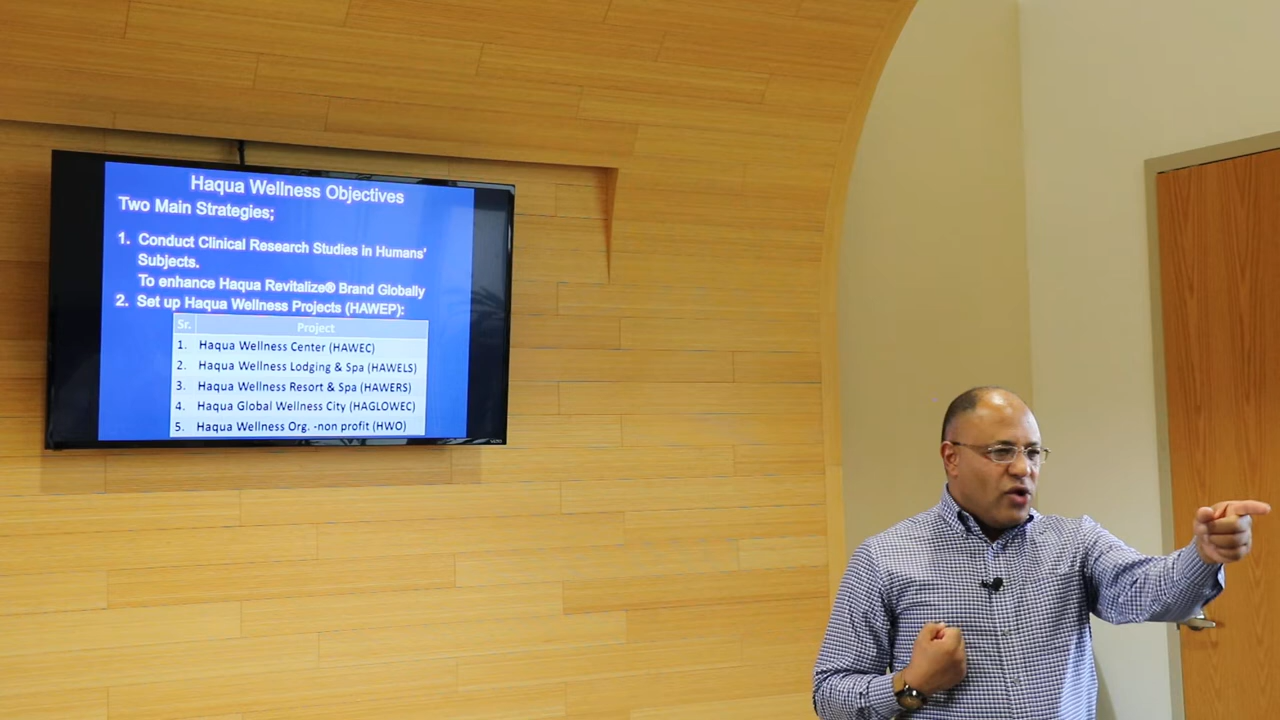 Haqua Wellness Objectives
Two Main Strategies;
1. Conduct Clinical Research Studies in Humans'
Subjects.
To enhance Haqua Revitalize® Brand Globally
2. Set up Haqua Wellness Projects (HAWEP):
Sr. Project
1. Haqua Wellness Center (HAWEC)
2. Haqua Wellness Lodging & Spa (HAWELS)
3. Haqua Wellness Resort & Spa (HAWERS)
4. Haqua Global Wellness City (HAGLOWEC)
5. Haqua Wellness Org. -non profit (HWO)